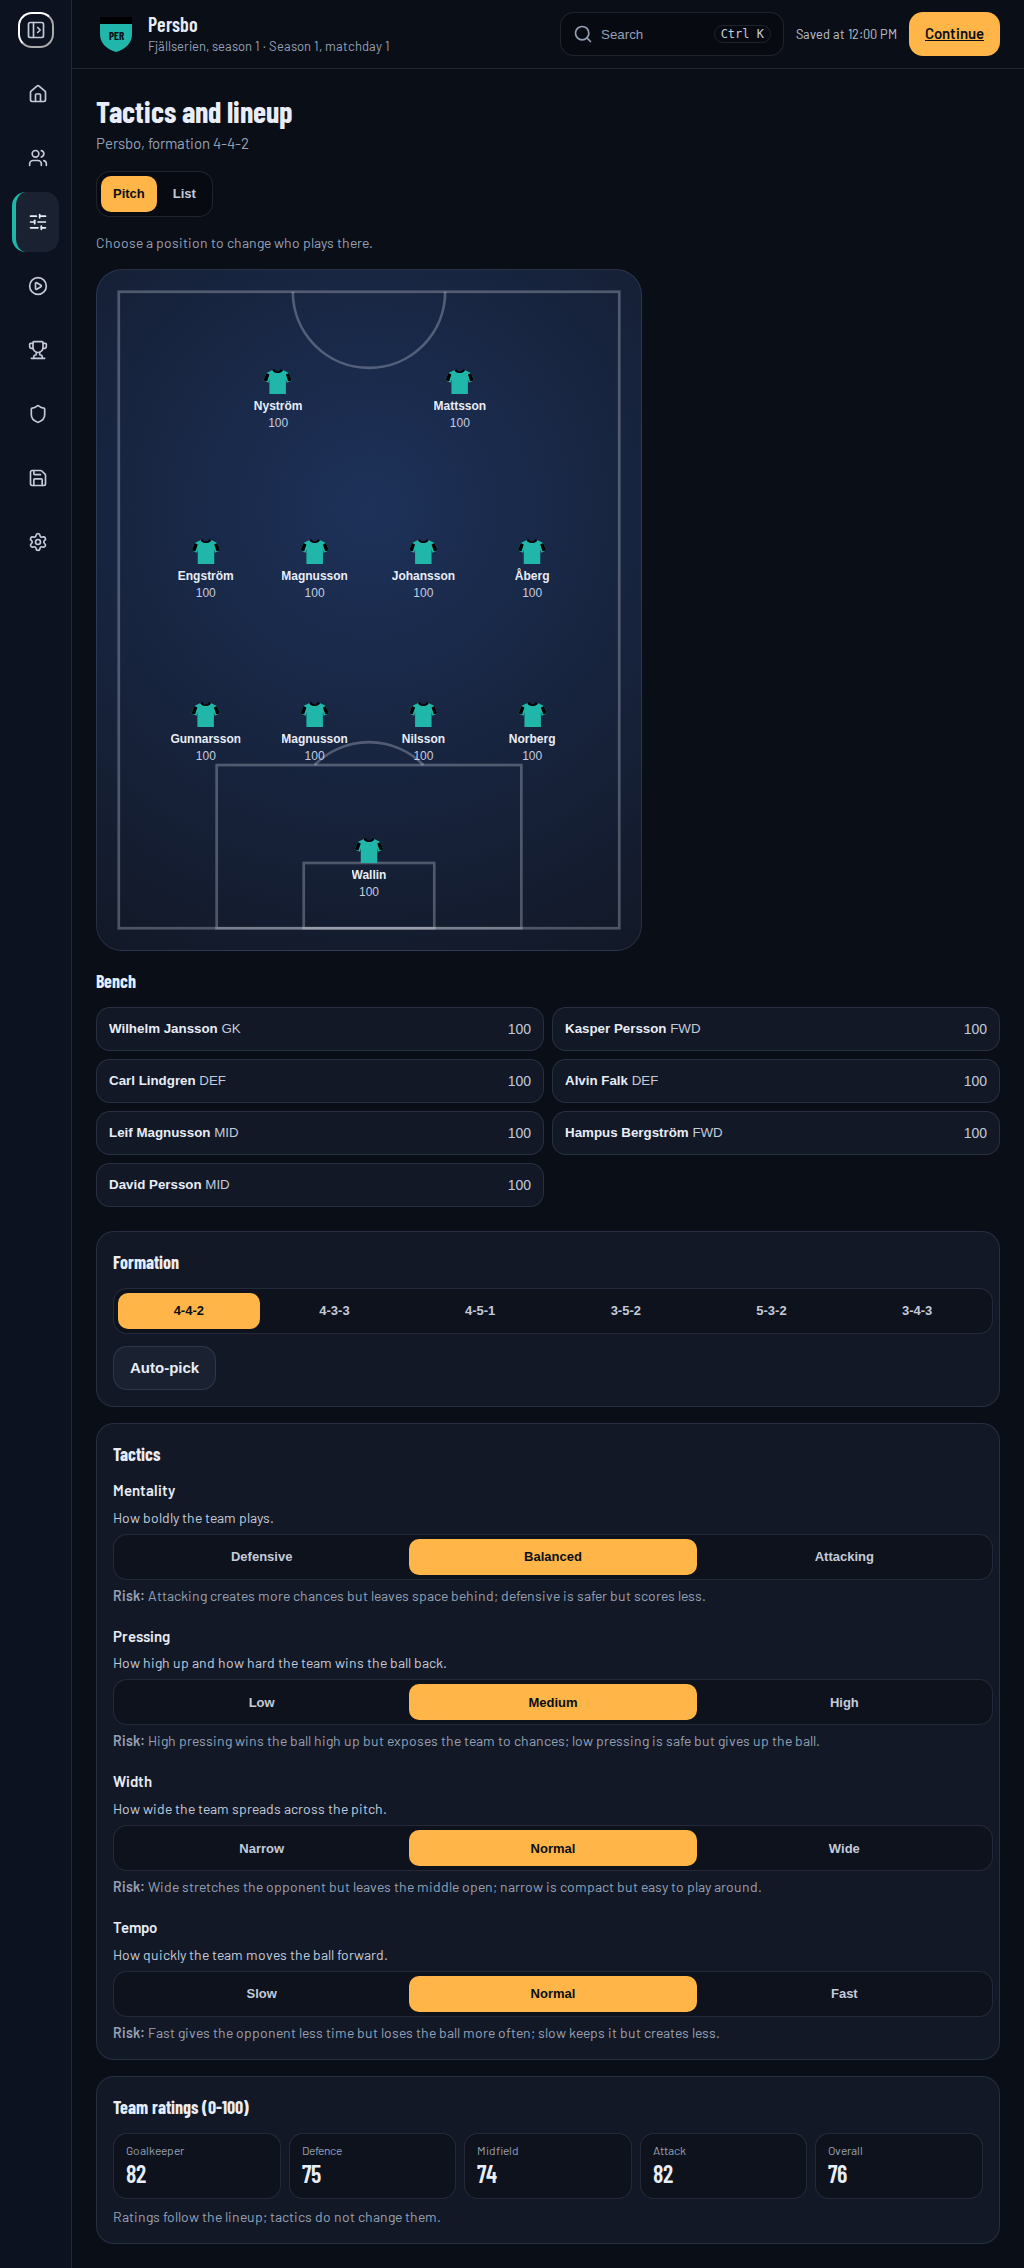 PER
Persbo
Fjällserien, season 1 · Season 1, matchday 1
Search
Ctrl K
Saved at 12:00 PM
Continue
Tactics and lineup
Persbo, formation 4-4-2
Pitch
List
Choose a position to change who plays there.
Nyström
100
Mattsson
100
Engström
100
Magnusson
100
Johansson
100
Åberg
100
Gunnarsson
100
Magnusson
100
Nilsson
100
Norberg
100
Wallin
100
Bench
Wilhelm Jansson GK 100
Kasper Persson FWD 100
Carl Lindgren DEF 100
Alvin Falk DEF 100
Leif Magnusson MID 100
Hampus Bergström FWD 100
David Persson MID 100
Formation
4-4-2
4-3-3
4-5-1
3-5-2
5-3-2
3-4-3
Auto-pick
Tactics
Mentality
How boldly the team plays.
Defensive
Balanced
Attacking
Risk: Attacking creates more chances but leaves space behind; defensive is safer but scores less.
Pressing
How high up and how hard the team wins the ball back.
Low
Medium
High
Risk: High pressing wins the ball high up but exposes the team to chances; low pressing is safe but gives up the ball.
Width
How wide the team spreads across the pitch.
Narrow
Normal
Wide
Risk: Wide stretches the opponent but leaves the middle open; narrow is compact but easy to play around.
Tempo
How quickly the team moves the ball forward.
Slow
Normal
Fast
Risk: Fast gives the opponent less time but loses the ball more often; slow keeps it but creates less.
Team ratings (0-100)
Goalkeeper
82
Defence
75
Midfield
74
Attack
82
Overall
76
Ratings follow the lineup; tactics do not change them.